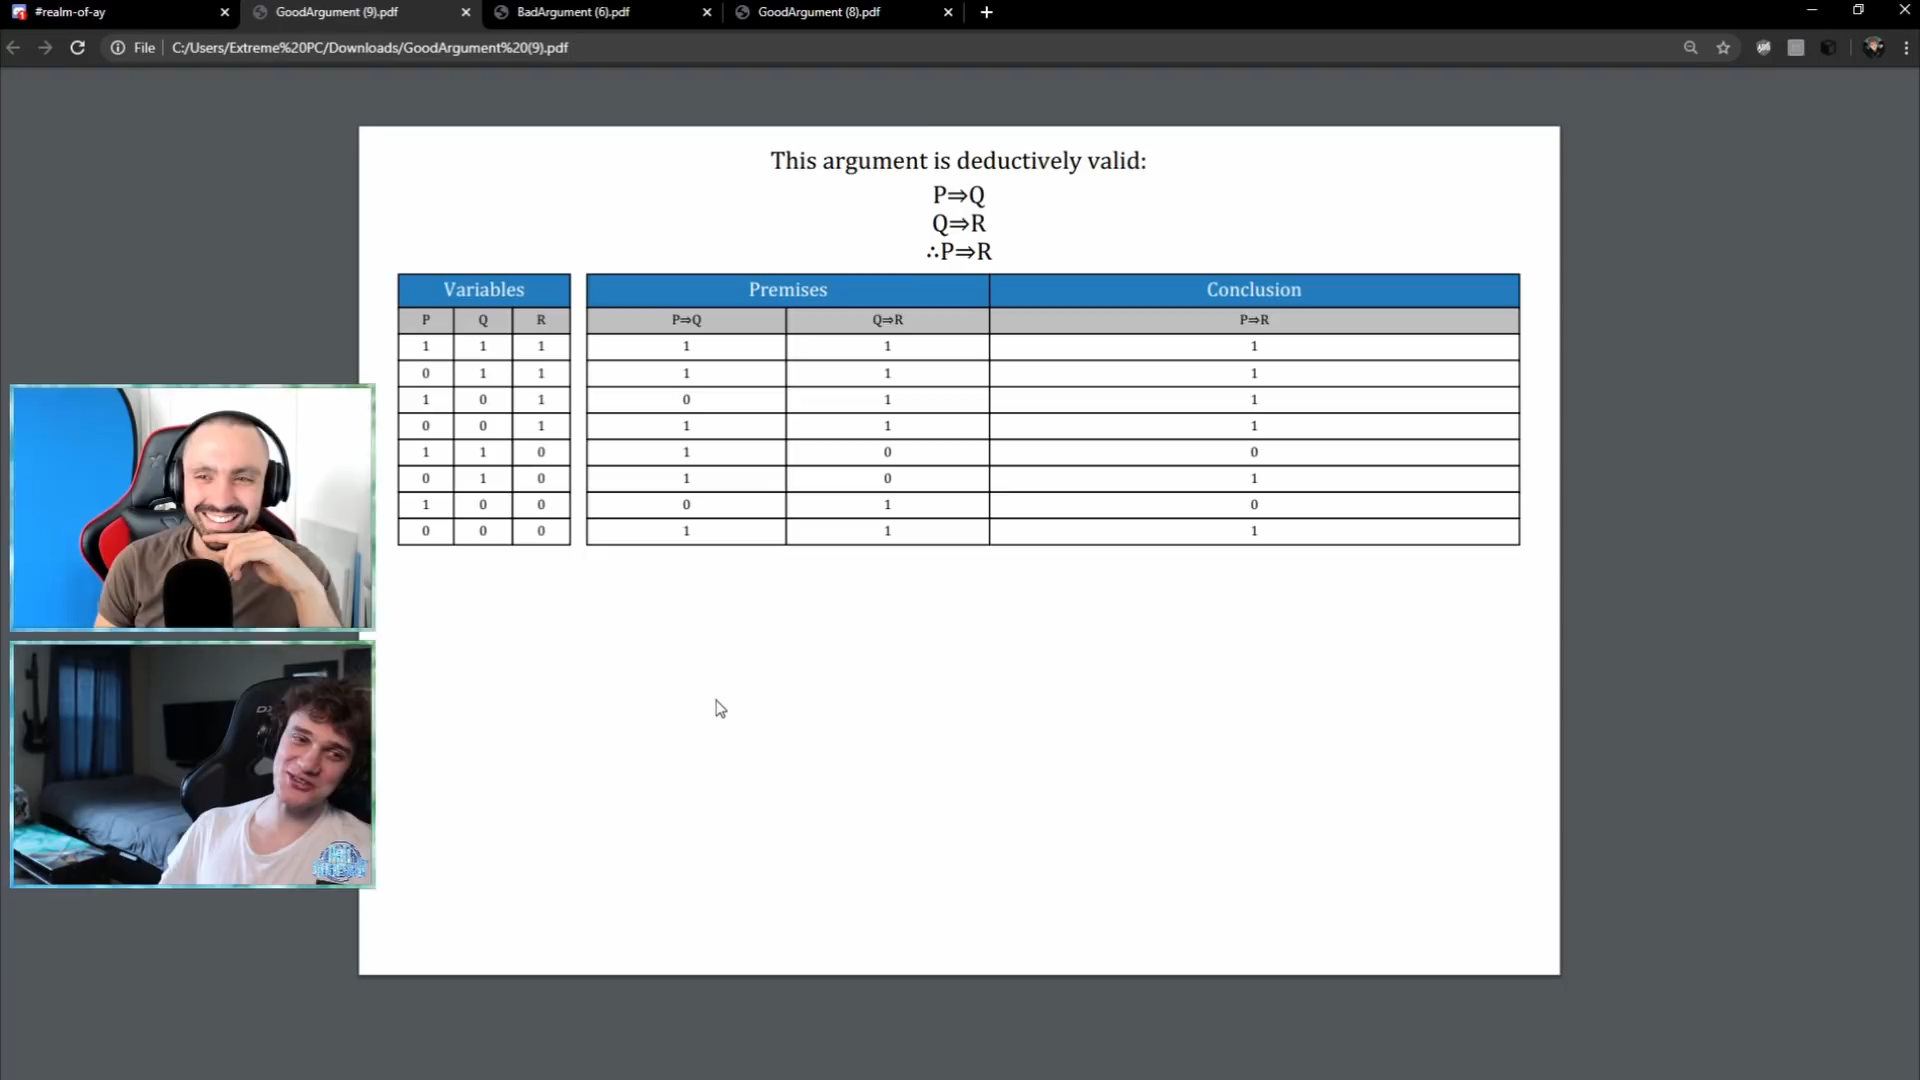 #realm-of-ay
GoodArgument (9).pdf
BadArgument (6).pdf
GoodArgument (8).pdf
File
C:/Users/Extreme%20PC/Downloads/GoodArgument%20(9).pdf
This argument is deductively valid:
P⇒Q
Q⇒R
∴P⇒R
Variables Premises Conclusion
P Q R P⇒Q Q⇒R P⇒R
1 1 1 1 1 1
0 1 1 1 1 1
1 0 1 0 1 1
0 0 1 1 1 1
1 1 0 1 0 0
0 1 0 1 0 1
1 0 0 0 1 0
0 0 0 1 1 1